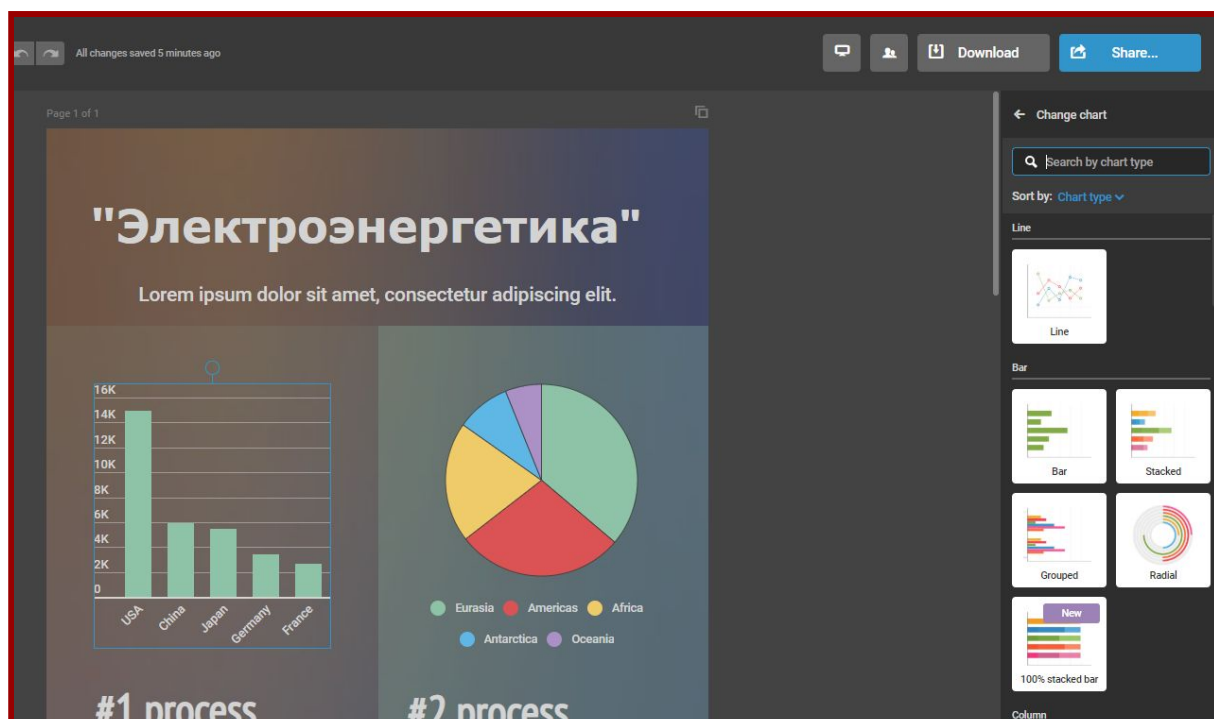 All changes saved 5 minutes ago
Download
Share...
Page 1 of 1
Change chart
Search by chart type
Sort by: Chart type
"Электроэнергетика"
Lorem ipsum dolor sit amet, consectetur adipiscing elit.
16K
14K
12K
10K
8K
6K
4K
2K
0
USA China Japan Germany France
Eurasia Americas Africa
Antarctica Oceania
#1 process
#2 process
Line
Line
Bar
Bar Stacked
Grouped Radial
New
100% stacked bar
Column